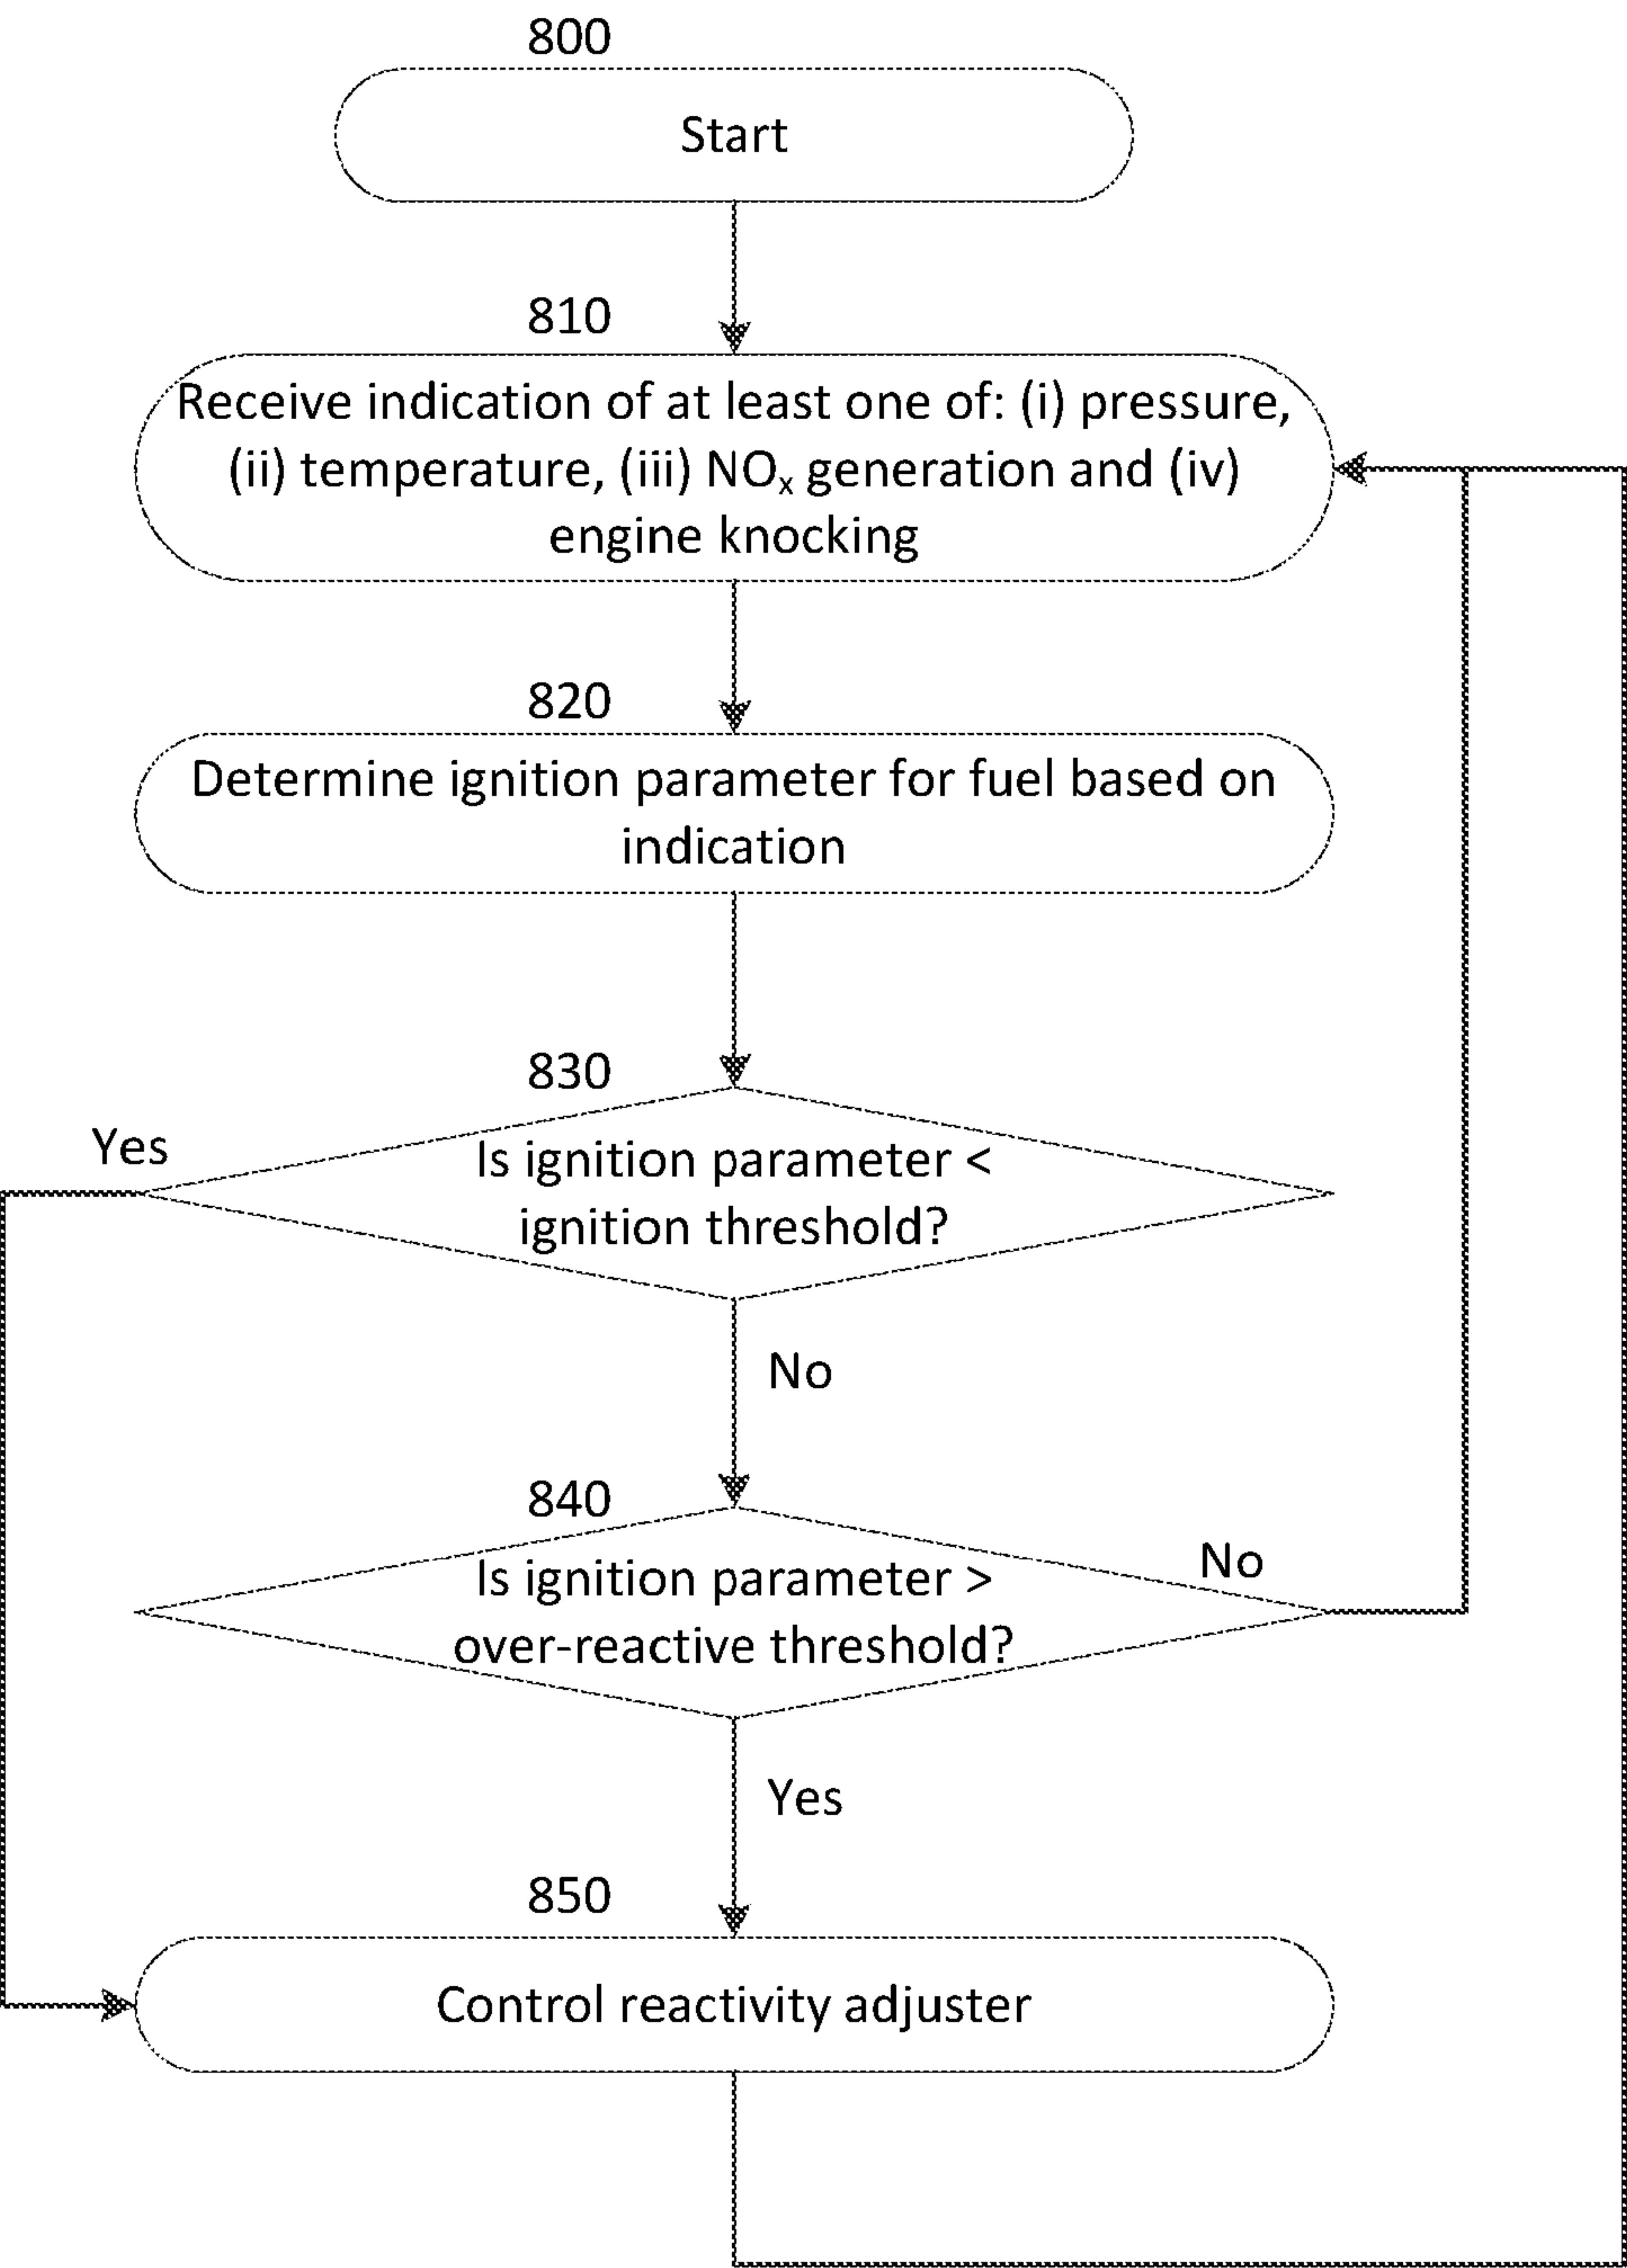 800
Start
810
Receive indication of at least one of: (i) pressure,
(ii) temperature, (iii) NOₓ generation and (iv)
engine knocking
820
Determine ignition parameter for fuel based on
indication
830
Yes
Is ignition parameter <
ignition threshold?
No
840
Is ignition parameter >
over-reactive threshold?
No
Yes
850
Control reactivity adjuster